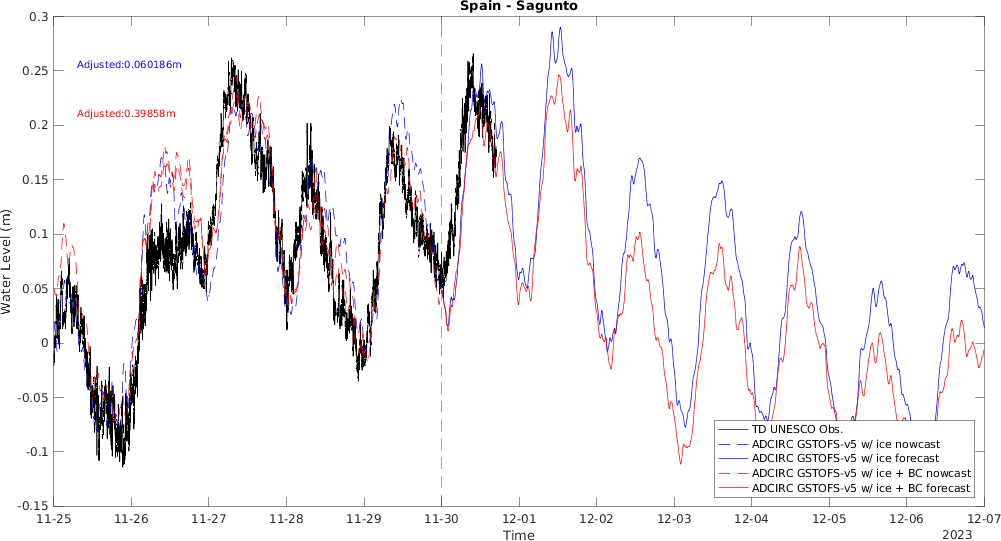 Spain - Sagunto
0.3
0.25
0.2
0.15
0.1
0.05
0
-0.05
-0.1
-0.15
Water Level (m)
Adjusted:0.060186m
Adjusted:0.39858m
TD UNESCO Obs.
ADCIRC GSTOFS-v5 w/ ice nowcast
ADCIRC GSTOFS-v5 w/ ice forecast
ADCIRC GSTOFS-v5 w/ ice + BC nowcast
ADCIRC GSTOFS-v5 w/ ice + BC forecast
11-25 11-26 11-27 11-28 11-29 11-30 12-01 12-02 12-03 12-04 12-05 12-06 12-07
Time
2023